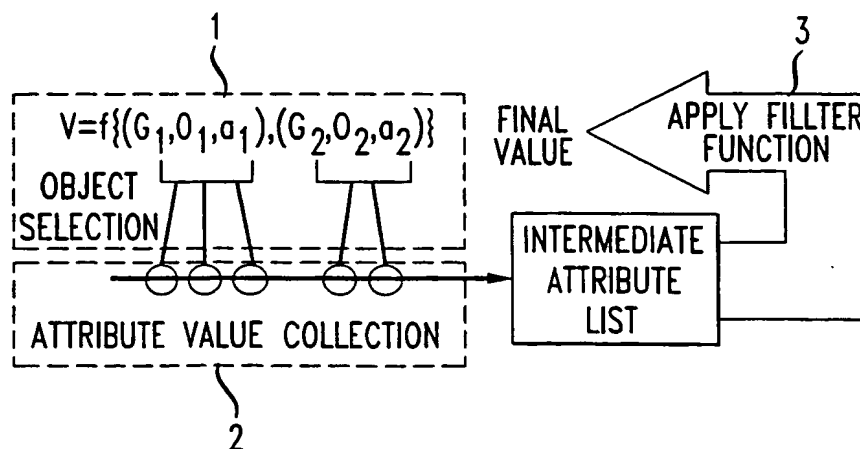 1
3
V=f{(G1,O1,a1),(G2,O2,a2)}
OBJECT
SELECTION
FINAL
VALUE
APPLY FILLTER
FUNCTION
INTERMEDIATE
ATTRIBUTE
LIST
ATTRIBUTE VALUE COLLECTION
2